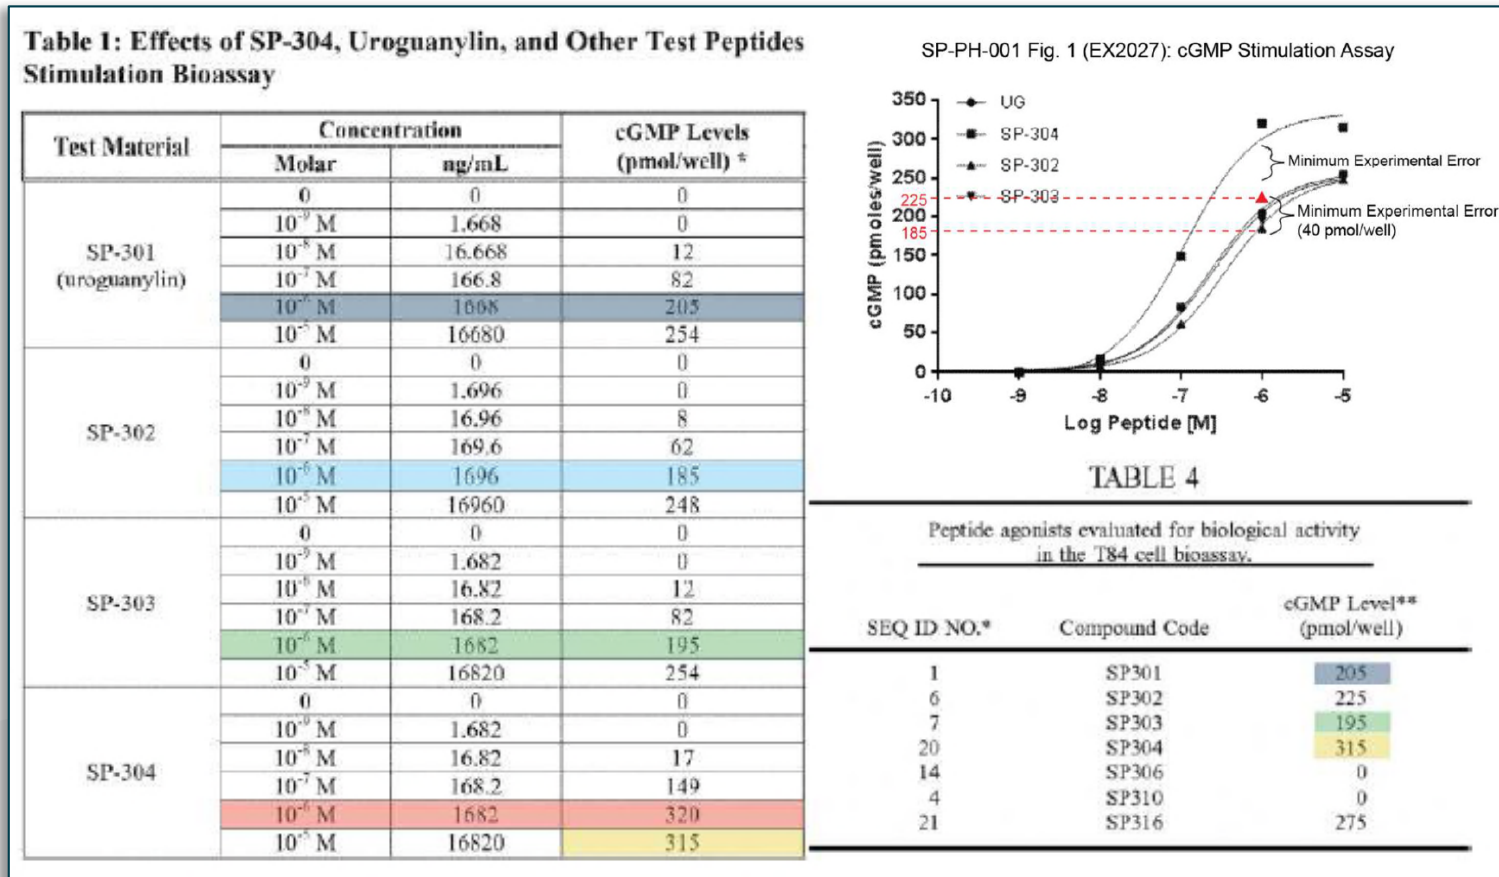 Table 1: Effects of SP-304, Uroguanylin, and Other Test Peptides
Stimulation Bioassay
Test Material Concentration cGMP Levels (pmol/well) *
Molar ng/mL
SP-301 (uroguanylin)
0 0 0
10⁻⁹ M 1.668 0
10⁻⁸ M 16.668 12
10⁻⁷ M 166.8 82
10⁻⁶ M 1668 205
10⁻⁵ M 16680 254
SP-302
0 0 0
10⁻⁹ M 1.696 0
10⁻⁸ M 16.96 8
10⁻⁷ M 169.6 62
10⁻⁶ M 1696 185
10⁻⁵ M 16960 248
SP-303
0 0 0
10⁻⁹ M 1.682 0
10⁻⁸ M 16.82 12
10⁻⁷ M 168.2 82
10⁻⁶ M 1682 195
10⁻⁵ M 16820 254
SP-304
0 0 0
10⁻⁹ M 1.682 0
10⁻⁸ M 16.82 17
10⁻⁷ M 168.2 149
10⁻⁶ M 1682 320
10⁻⁵ M 16820 315
SP-PH-001 Fig. 1 (EX2027): cGMP Stimulation Assay
cGMP (pmoles/well)
350
300
250
225
200
185
150
100
50
0
UG
SP-304
SP-302
SP-303
Minimum Experimental Error
Minimum Experimental Error
(40 pmol/well)
-10 -9 -8 -7 -6 -5
Log Peptide [M]
TABLE 4
Peptide agonists evaluated for biological activity
in the T84 cell bioassay.
cGMP Level**
SEQ ID NO.* Compound Code (pmol/well)
1 SP301 205
6 SP302 225
7 SP303 195
20 SP304 315
14 SP306 0
4 SP310 0
21 SP316 275